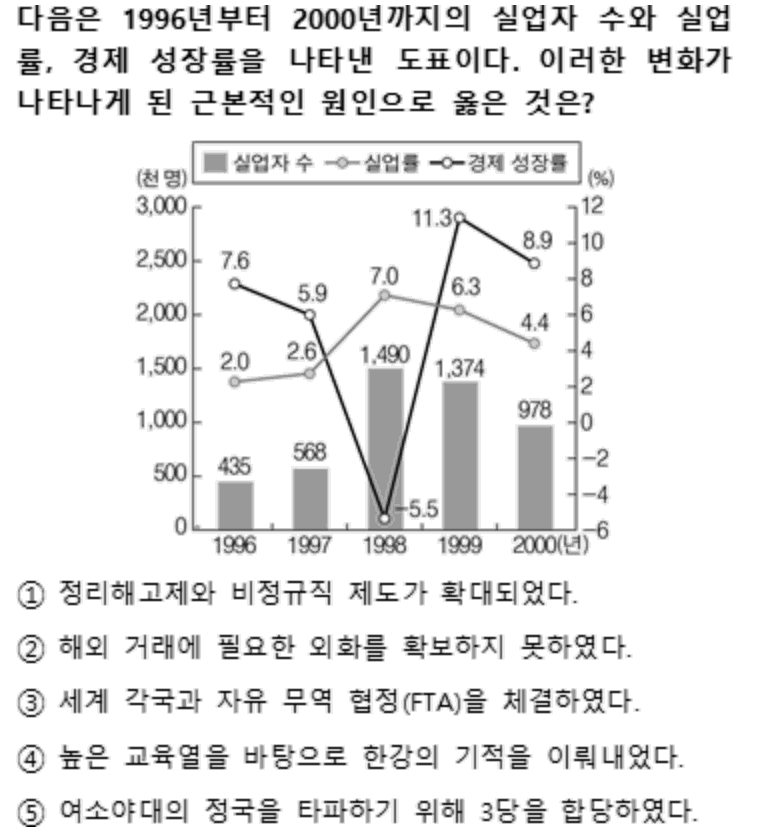 다음은 1996년부터 2000년까지의 실업자 수와 실업
률, 경제 성장률을 나타낸 도표이다. 이러한 변화가
나타나게 된 근본적인 원인으로 옳은 것은?
실업자 수 실업률 경제 성장률
(천 명) (%)
3,000 12
2,500 10
2,000 8
1,500 6
1,000 4
500 2
0 0
-2
-4
-6
7.6 5.9 -5.5 11.3 8.9
2.0 2.6 7.0 6.3 4.4
435 568 1,490 1,374 978
1996 1997 1998 1999 2000(년)
① 정리해고제와 비정규직 제도가 확대되었다.
② 해외 거래에 필요한 외화를 확보하지 못하였다.
③ 세계 각국과 자유 무역 협정(FTA)을 체결하였다.
④ 높은 교육열을 바탕으로 한강의 기적을 이뤄내었다.
⑤ 여소야대의 정국을 타파하기 위해 3당을 합당하였다.